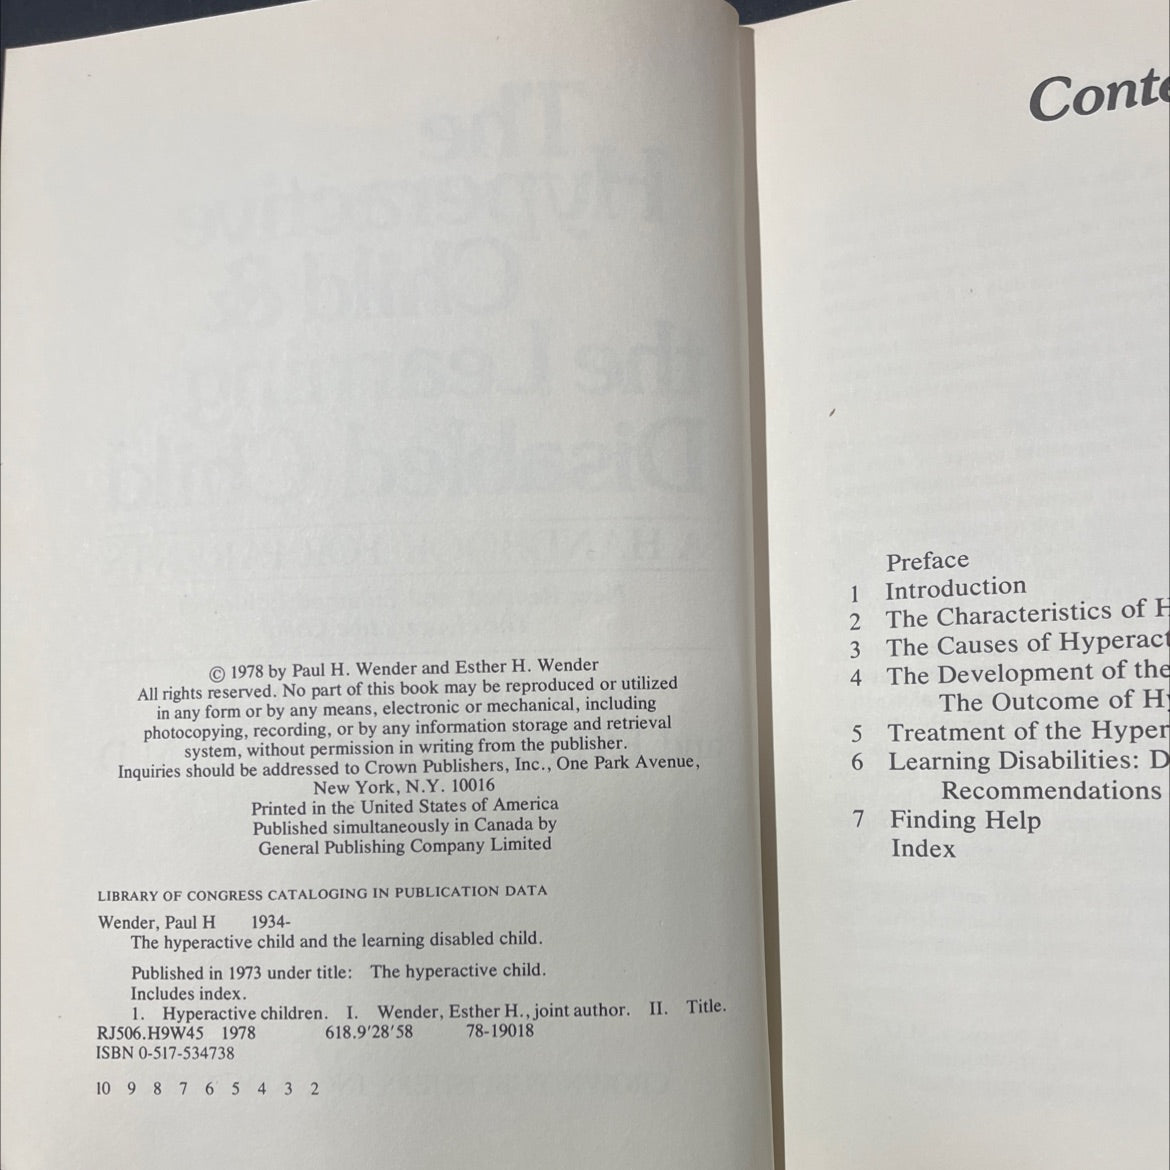 © 1978 by Paul H. Wender and Esther H. Wender
All rights reserved. No part of this book may be reproduced or utilized
in any form or by any means, electronic or mechanical, including
photocopying, recording, or by any information storage and retrieval
system, without permission in writing from the publisher.
Inquiries should be addressed to Crown Publishers, Inc., One Park Avenue,
New York, N.Y. 10016
Printed in the United States of America
Published simultaneously in Canada by
General Publishing Company Limited
LIBRARY OF CONGRESS CATALOGING IN PUBLICATION DATA
Wender, Paul H 1934-
The hyperactive child and the learning disabled child.
Published in 1973 under title: The hyperactive child.
Includes index.
1. Hyperactive children. I. Wender, Esther H., joint author. II. Title.
RJ506.H9W45 1978 618.9'28'58 78-19018
ISBN 0-517-534738
10 9 8 7 6 5 4 3 2
Conte
Preface
1 Introduction
2 The Characteristics of H
3 The Causes of Hyperact
4 The Development of the
The Outcome of Hy
5 Treatment of the Hyper
6 Learning Disabilities: D
Recommendations
7 Finding Help
Index